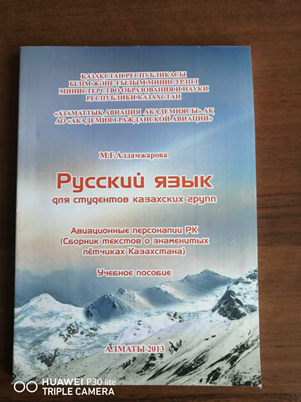 ҚАЗАҚСТАН РЕСПУБЛИКАСЫ
БІЛІМ ЖӘНЕ ҒЫЛЫМ МИНИСТРЛІГІ
МИНИСТЕРСТВО ОБРАЗОВАНИЯ И НАУКИ
РЕСПУБЛИКИ КАЗАХСТАН
«АЗАМАТТЫҚ АВИАЦИЯ АКАДЕМИЯСЫ» АҚ
АО «АКАДЕМИЯ ГРАЖДАНСКОЙ АВИАЦИИ»
М.Г.Алдамжарова
Русский язык
для студентов казахских групп
Авиационные персоналии РК
(Сборник текстов о знаменитых
лётчиках Казахстана)
Учебное пособие
АЛМАТЫ 2013
HUAWEI P30 lite
TRIPLE CAMERA